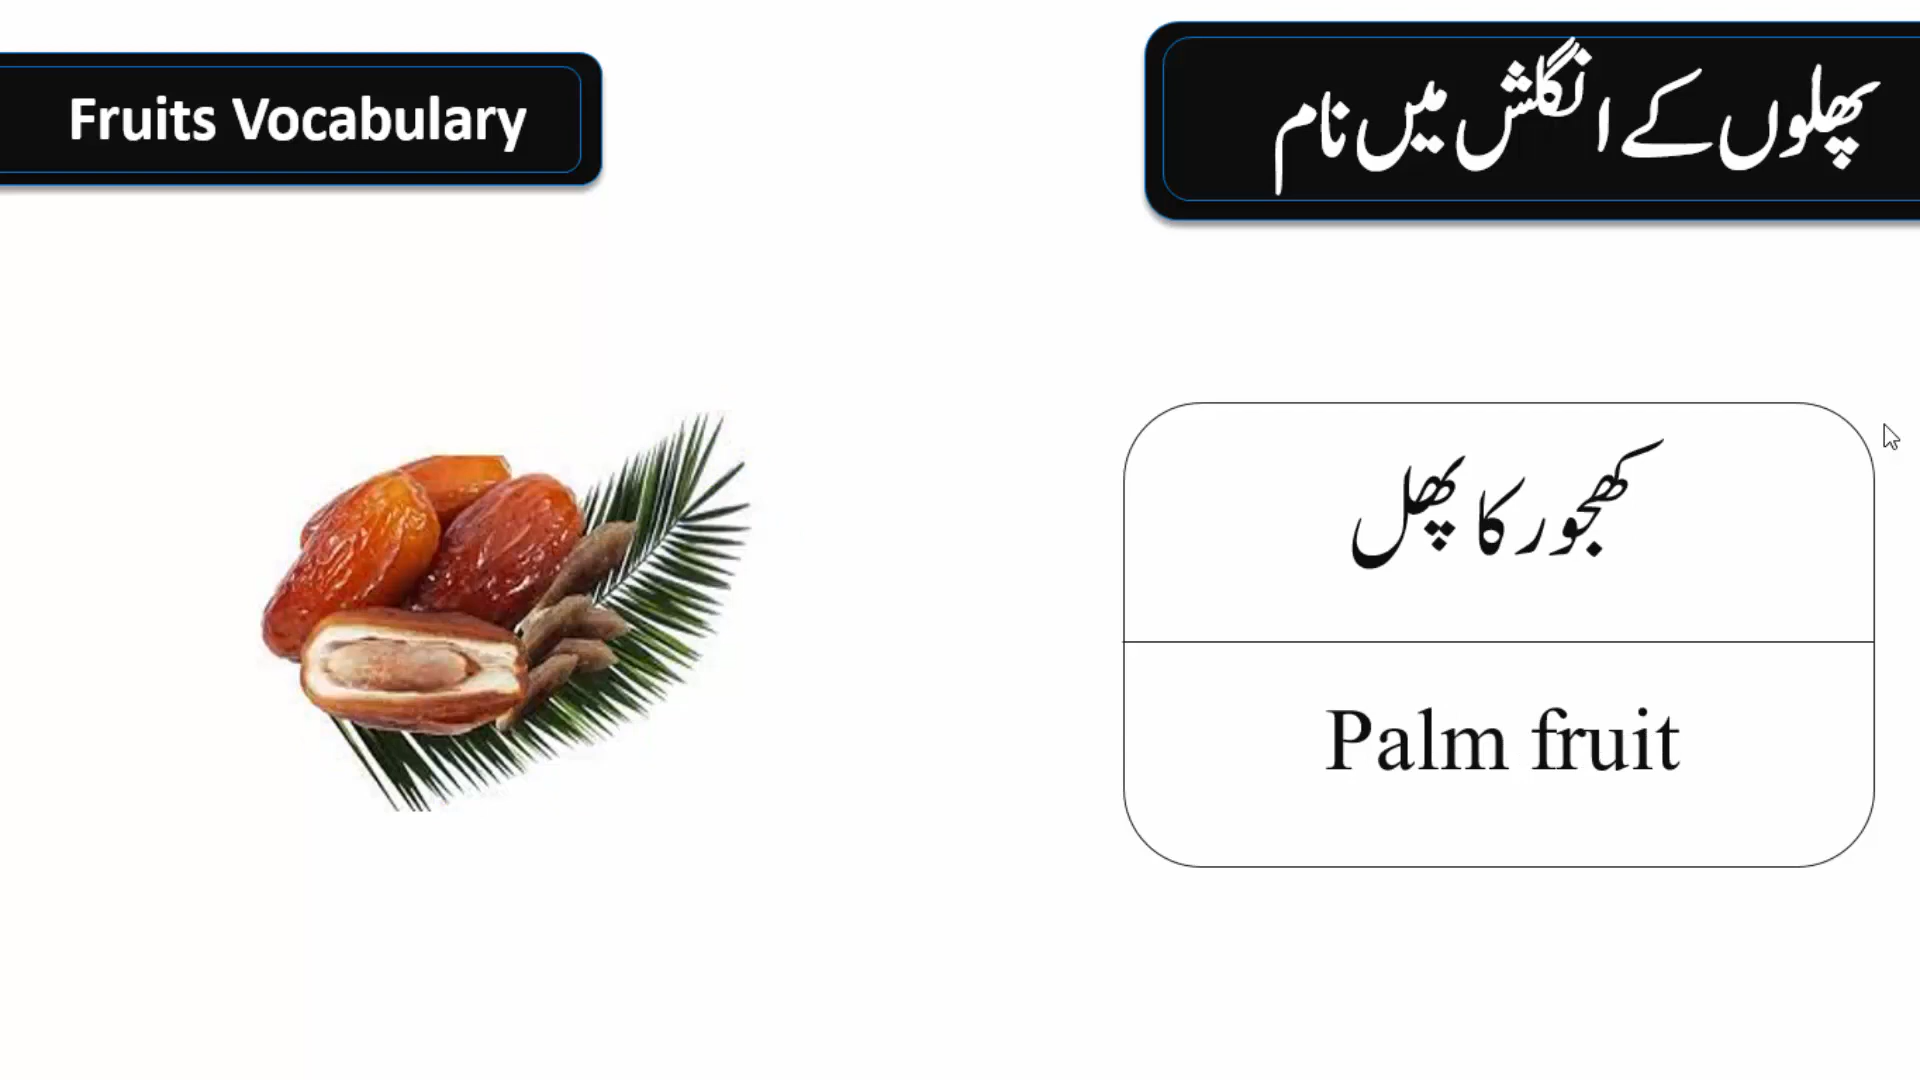 Fruits Vocabulary
پھلوں کے انگلش میں نام
کھجور کا پھل
Palm fruit